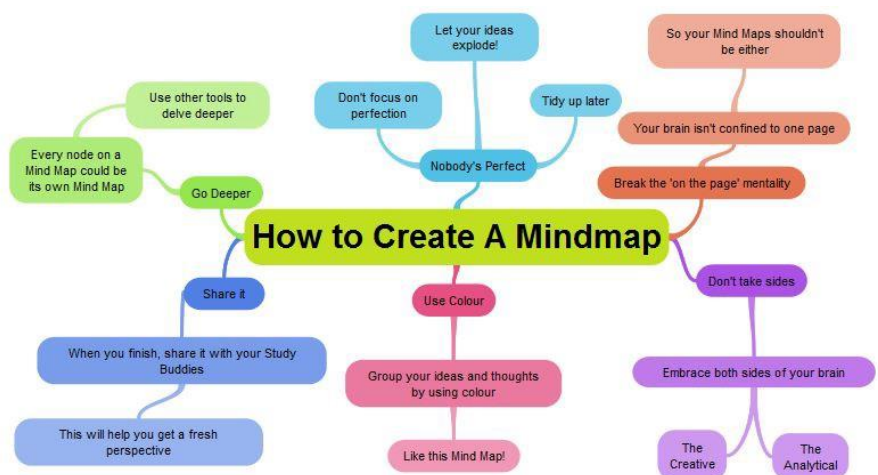 Let your ideas
explode!
So your Mind Maps shouldn't
be either
Use other tools to
delve deeper
Don't focus on
perfection
Tidy up later
Your brain isn't confined to one page
Every node on a
Mind Map could be
its own Mind Map
Go Deeper
Nobody's Perfect
Break the 'on the page' mentality
How to Create A Mindmap
Share it
Use Colour
Don't take sides
When you finish, share it with your Study
Buddies
Group your ideas and thoughts
by using colour
Embrace both sides of your brain
This will help you get a fresh
perspective
Like this Mind Map!
The
Creative
The
Analytical